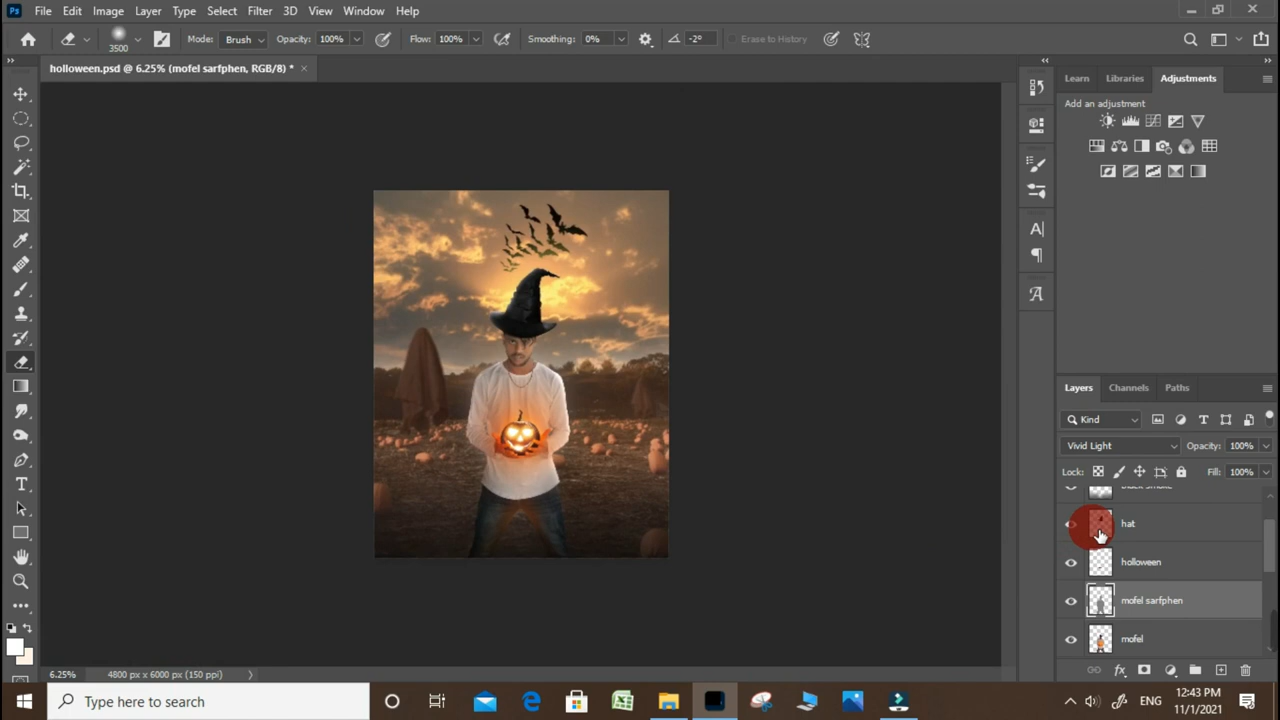 Ps File Edit Image Layer Type Select Filter 3D View Window Help
3500 Mode: Brush Opacity: 100% Flow: 100% Smoothing: 0% -2° Erase to History
holloween.psd @ 6.25% (mofel sarfphen, RGB/8) * ×
Learn Libraries Adjustments
Add an adjustment
Layers Channels Paths
Kind
Vivid Light Opacity: 100%
Lock: Fill: 100%
black smoke
hat
holloween
mofel sarfphen
mofel
6.25% 4800 px x 6000 px (150 ppi)
Type here to search
ENG
12:43 PM
11/1/2021